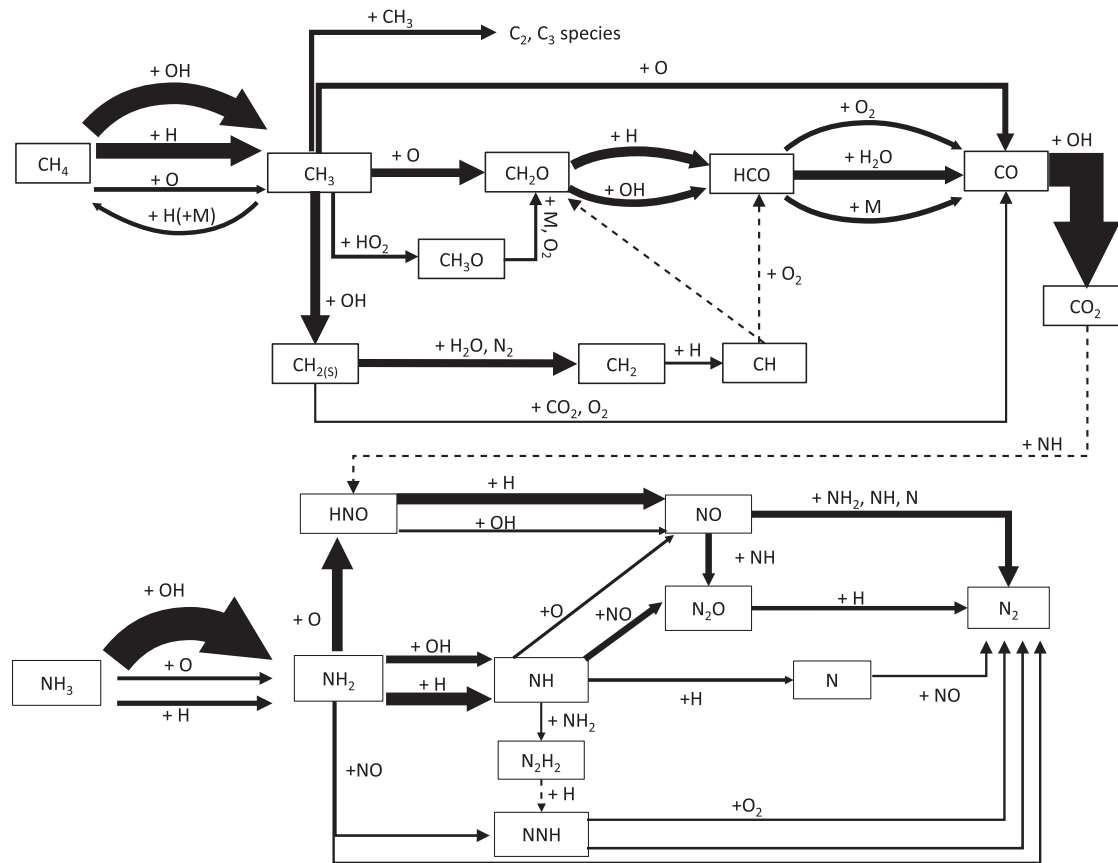 + CH₃
C₂, C₃ species
+ OH
+ O
+ H
+ O₂
+ H
+ OH
CH₄
CH₃
+ O
CH₂O
HCO
+ H₂O
CO
+ O
+ OH
+ M
+ H(+M)
+ HO₂
CH₃O
+ M, O₂
+ O₂
+ OH
CO₂
+ H₂O, N₂
+ H
CH₂(S)
CH₂
CH
+ CO₂, O₂
+ NH
+ H
+ NH₂, NH, N
HNO
NO
+ OH
+ NH
+ OH
+O
+NO
N₂O
+ H
N₂
+ O
+ O
+ OH
NH₃
NH₂
+ H
NH
+H
N
+ NO
+ H
+ NH₂
N₂H₂
+NO
+ H
+O₂
NNH